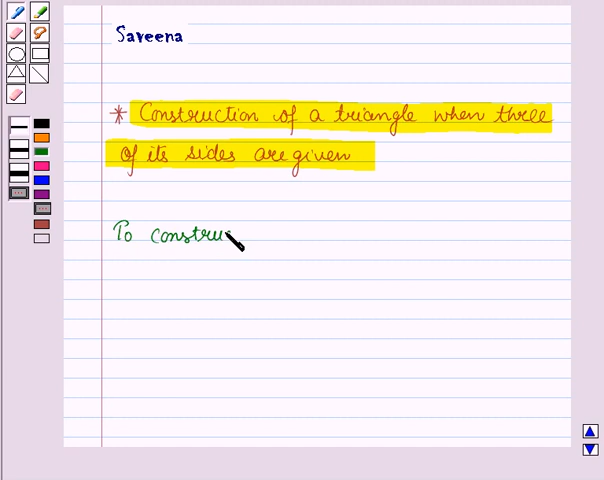 Saveena
* Construction of a triangle when three
of its sides are given
To constru